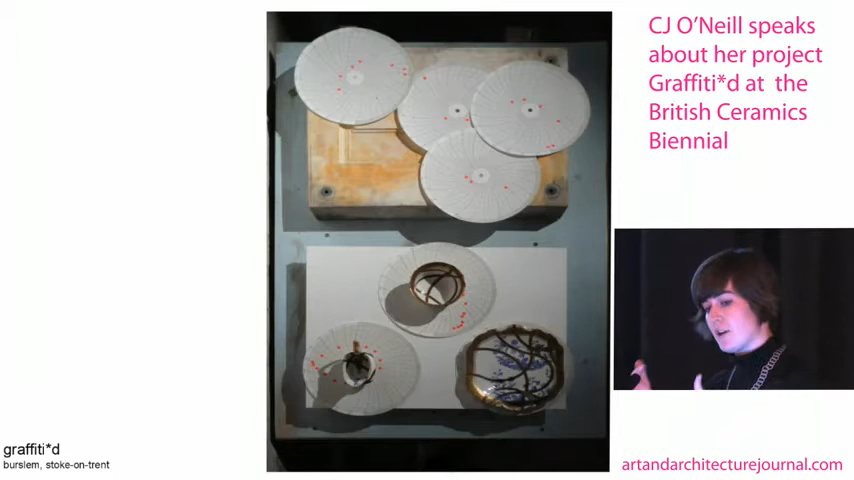 CJ O'Neill speaks
about her project
Graffiti*d at the
British Ceramics
Biennial
graffiti*d
burslem, stoke-on-trent
artandarchitecturejournal.com